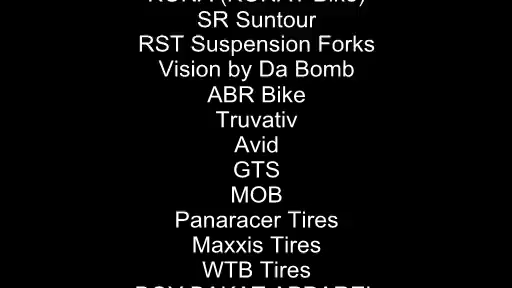 SR Suntour
RST Suspension Forks
Vision by Da Bomb
ABR Bike
Truvativ
Avid
GTS
MOB
Panaracer Tires
Maxxis Tires
WTB Tires